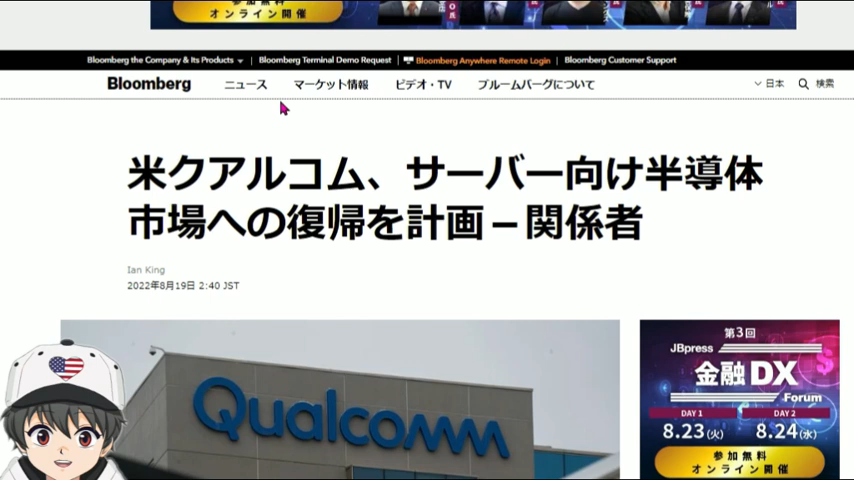 参加無料
オンライン開催
Bloomberg the Company & Its Products
Bloomberg Terminal Demo Request
Bloomberg Anywhere Remote Login
Bloomberg Customer Support
Bloomberg
ニュース
マーケット情報
ビデオ・TV
ブルームバーグについて
日本
検索
米クアルコム、サーバー向け半導体
市場への復帰を計画－関係者
Ian King
2022年8月19日 2:40 JST
Qualcomm
第3回
JBpress
金融DX
Forum
DAY 1
DAY 2
8.23(火)
8.24(水)
参加無料
オンライン開催